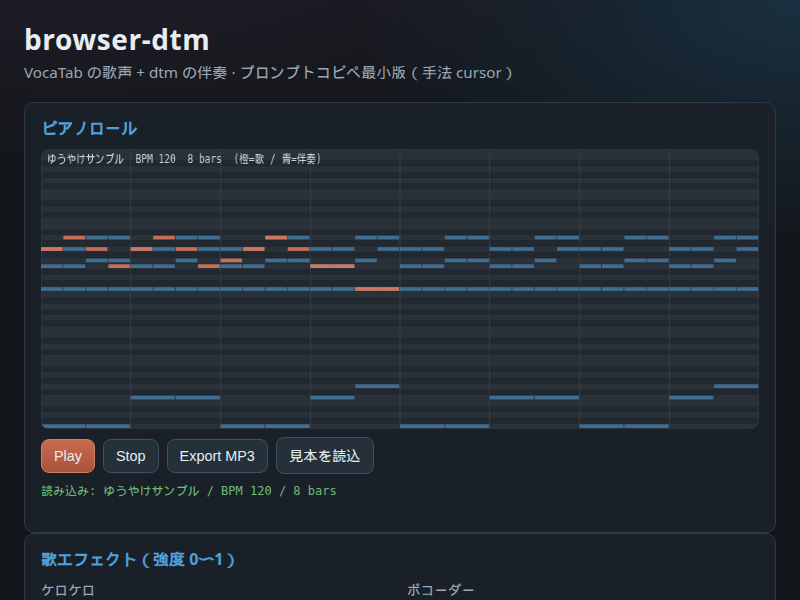 browser-dtm
VocaTab の歌声 + dtm の伴奏 · プロンプトコピペ最小版（手法 cursor）
ピアノロール
ゆうやけサンプル BPM 120 8 bars (橙=歌 / 青=伴奏)
Play Stop Export MP3 見本を読込
読み込み: ゆうやけサンプル / BPM 120 / 8 bars
歌エフェクト（強度 0〜1）
ケロケロ ボコーダー